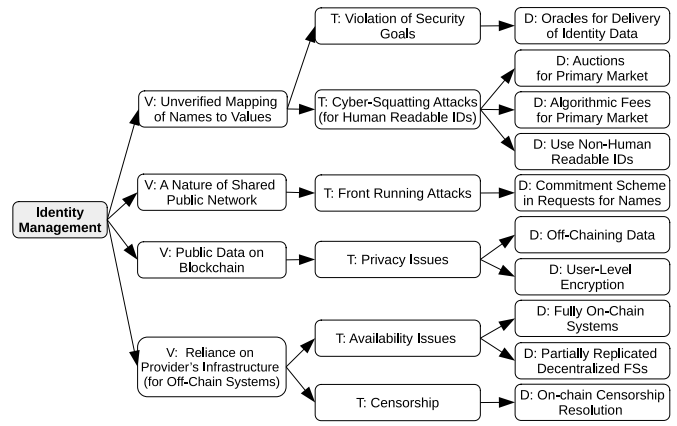 Identity
Management
V: Unverified Mapping
of Names to Values
V: A Nature of Shared
Public Network
V: Public Data on
Blockchain
V: Reliance on
Provider's Infrastructure
(for Off-Chain Systems)
T: Violation of Security
Goals
T: Cyber-Squatting Attacks
(for Human Readable IDs)
T: Front Running Attacks
T: Privacy Issues
T: Availability Issues
T: Censorship
D: Oracles for Delivery
of Identity Data
D: Auctions
for Primary Market
D: Algorithmic Fees
for Primary Market
D: Use Non-Human
Readable IDs
D: Commitment Scheme
in Requests for Names
D: Off-Chaining Data
D: User-Level
Encryption
D: Fully On-Chain
Systems
D: Partially Replicated
Decentralized FSs
D: On-chain Censorship
Resolution